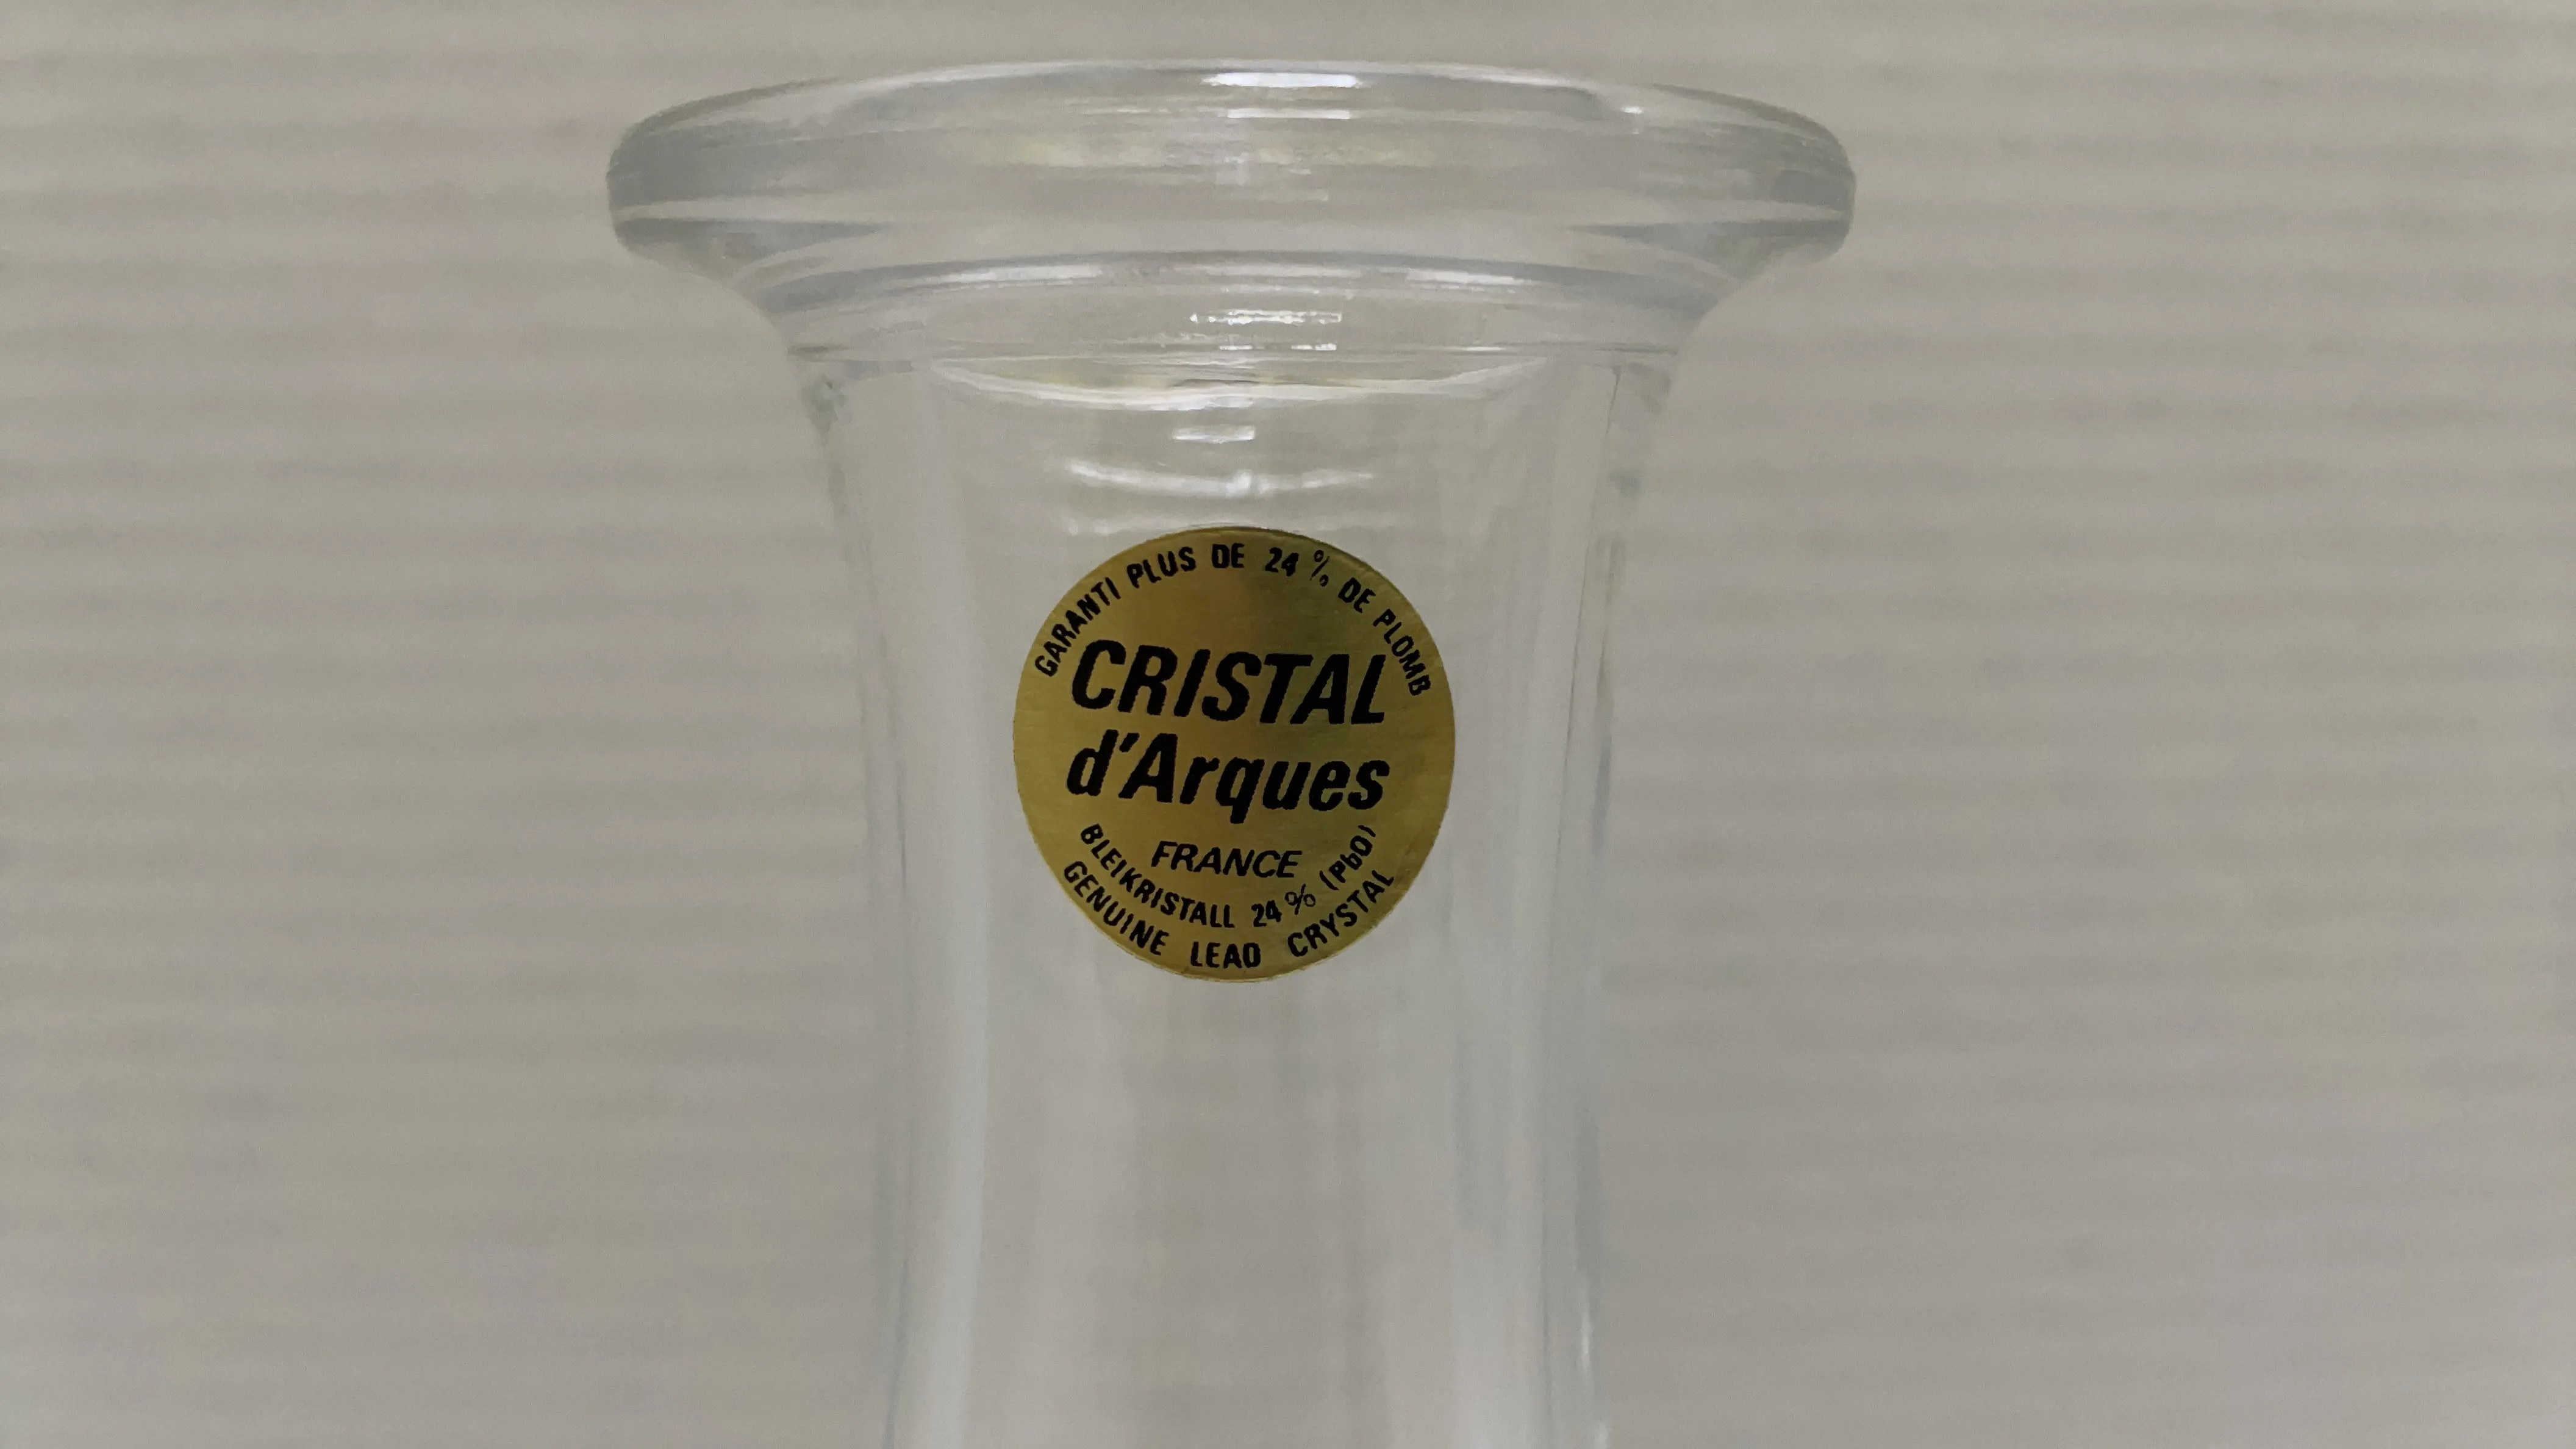 GARANTI PLUS DE 24 % DE PLOMB
CRISTAL
d'Arques
FRANCE
BLEIKRISTALL 24 % (PbO)
GENUINE LEAD CRYSTAL